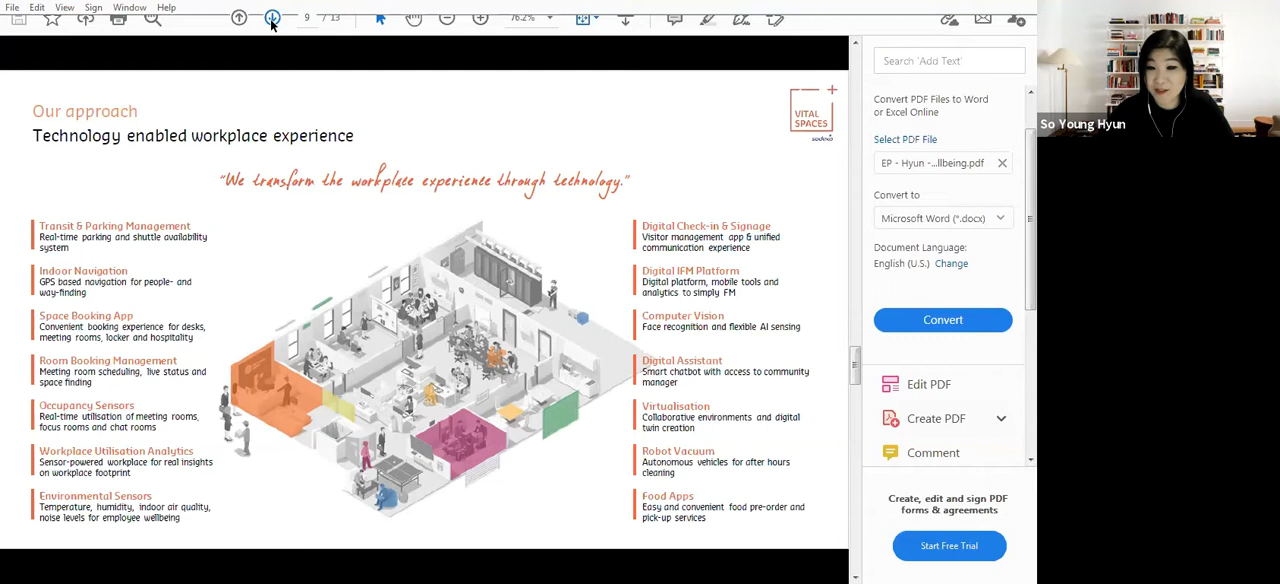 File Edit View Sign Window Help
9 / 13
76.2%
Our approach
Technology enabled workplace experience
VITAL
SPACES
sodexo
"We transform the workplace experience through technology."
Transit & Parking Management
Real-time parking and shuttle availability
system
Indoor Navigation
GPS based navigation for people- and
way-finding
Space Booking App
Convenient booking experience for desks,
meeting rooms, locker and hospitality
Room Booking Management
Meeting room scheduling, live status and
space finding
Occupancy Sensors
Real-time utilisation of meeting rooms,
focus rooms and chat rooms
Workplace Utilisation Analytics
Sensor-powered workplace for real insights
on workplace footprint
Environmental Sensors
Temperature, humidity, indoor air quality,
noise levels for employee wellbeing
Digital Check-in & Signage
Visitor management app & unified
communication experience
Digital IFM Platform
Digital platform, mobile tools and
analytics to simply FM
Computer Vision
Face recognition and flexible AI sensing
Digital Assistant
Smart chatbot with access to community
manager
Virtualisation
Collaborative environments and digital
twin creation
Robot Vacuum
Autonomous vehicles for after hours
cleaning
Food Apps
Easy and convenient food pre-order and
pick-up services
Search 'Add Text'
Convert PDF Files to Word
or Excel Online
Select PDF File
EP - Hyun -...llbeing.pdf
Convert to
Microsoft Word (*.docx)
Document Language:
English (U.S.) Change
Convert
Edit PDF
Create PDF
Comment
Create, edit and sign PDF
forms & agreements
Start Free Trial
So Young Hyun